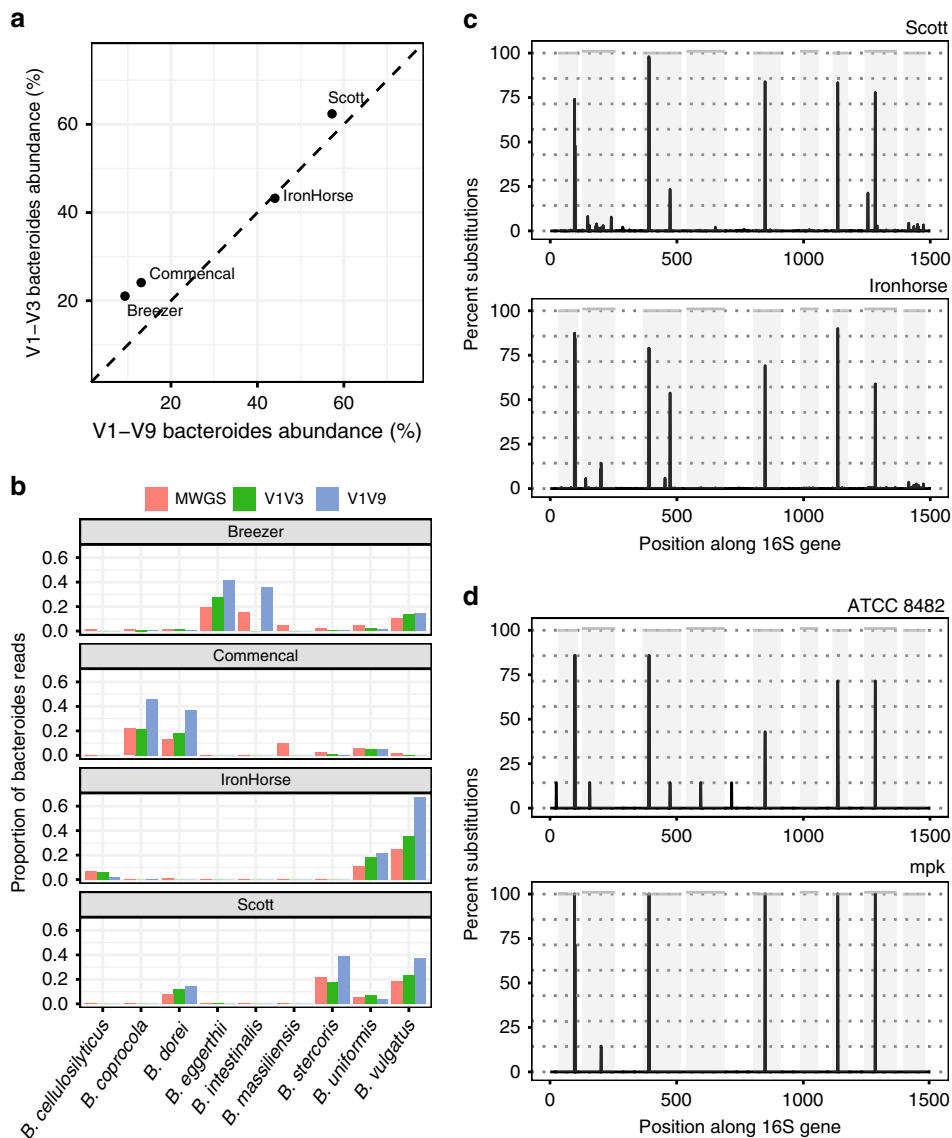 a
V1−V3 bacteroides abundance (%)
60
40
20
Scott
IronHorse
Commencal
Breezer
20 40 60
V1−V9 bacteroides abundance (%)
b
MWGS V1V3 V1V9
Proportion of bacteroides reads
Breezer
0.6
0.4
0.2
0.0
Commencal
0.6
0.4
0.2
0.0
IronHorse
0.6
0.4
0.2
0.0
Scott
0.6
0.4
0.2
0.0
B. cellulosilyticus
B. coprocola
B. dorei
B. eggerthii
B. intestinalis
B. massiliensis
B. stercoris
B. uniformis
B. vulgatus
c
Scott
Percent substitutions
100
75
50
25
0
0 500 1000 1500
Ironhorse
100
75
50
25
0
0 500 1000 1500
Position along 16S gene
d
ATCC 8482
Percent substitutions
100
75
50
25
0
0 500 1000 1500
mpk
100
75
50
25
0
0 500 1000 1500
Position along 16S gene